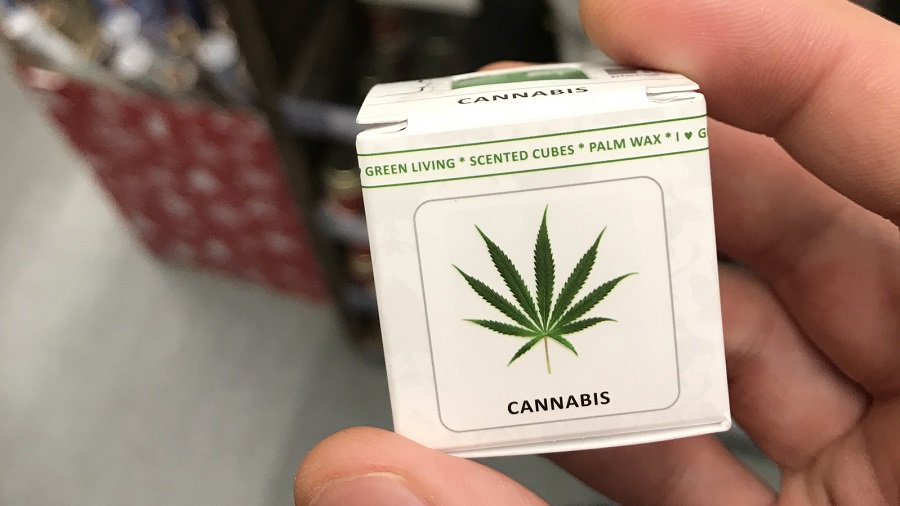 CANNABIS
GREEN LIVING * SCENTED CUBES * PALM WAX * I ♥ G
CANNABIS